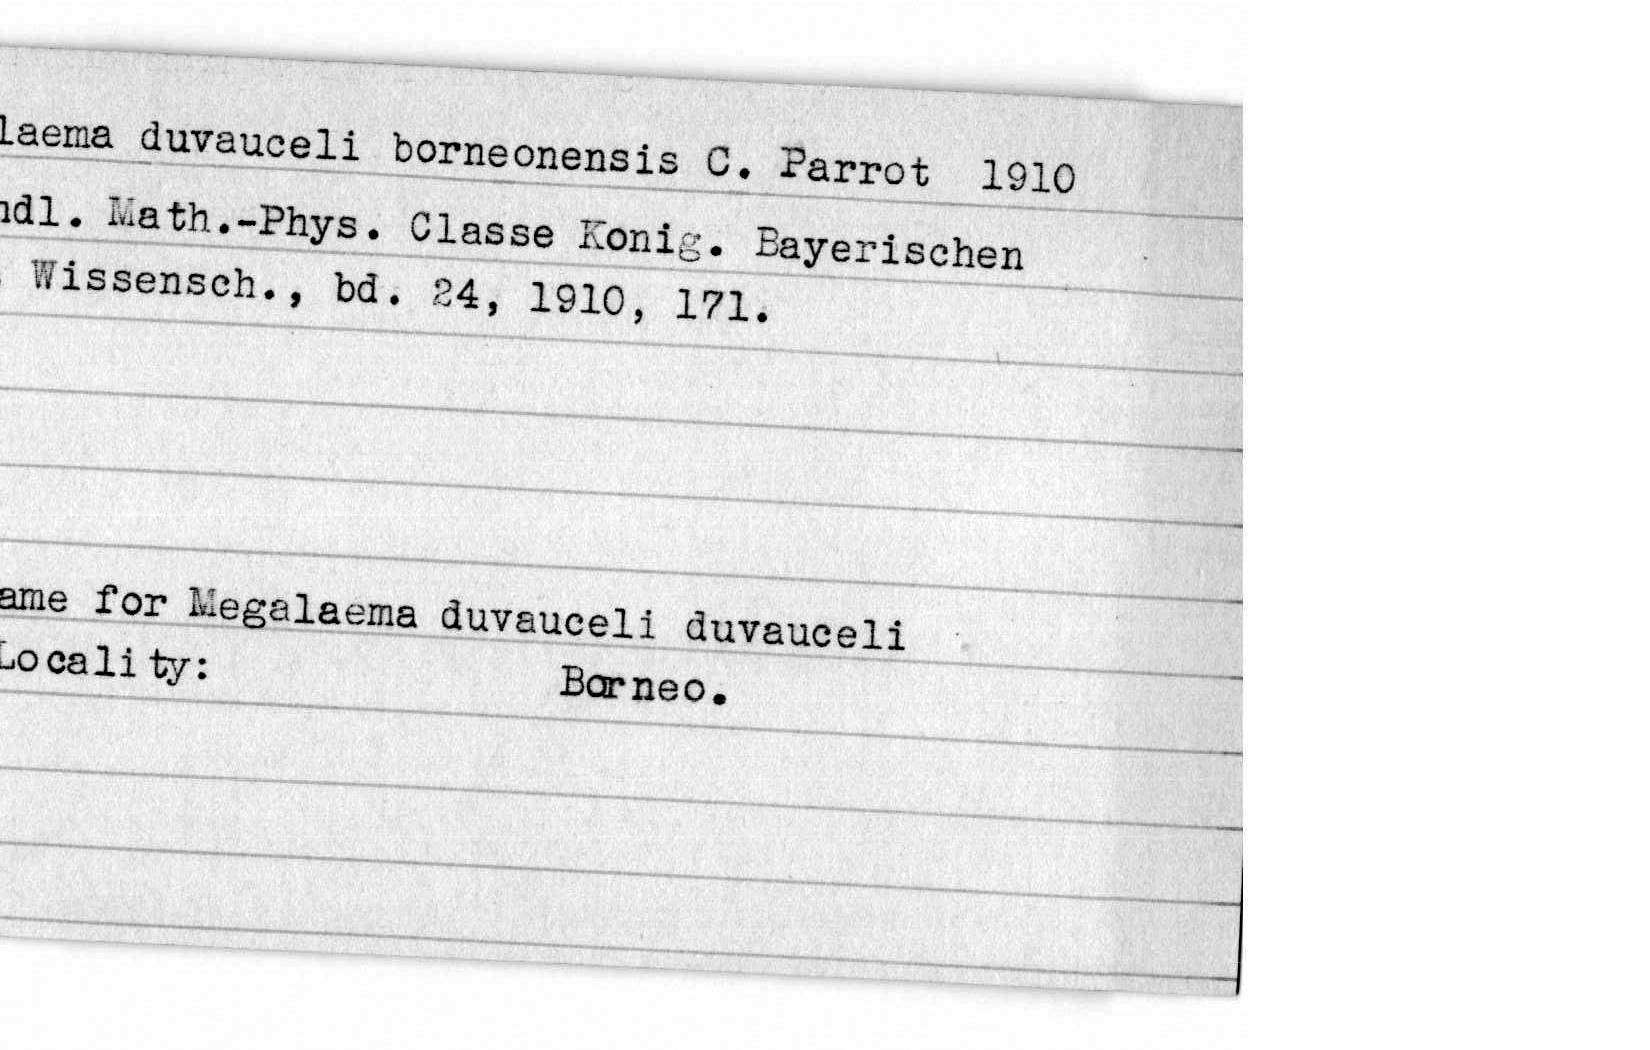 laema duvauceli borneonensis C. Parrot 1910
ndl. Math.-Phys. Classe Konig. Bayerischen
Wissensch., bd. 24, 1910, 171.
ame for Megalaema duvauceli duvauceli
Locality: Borneo.